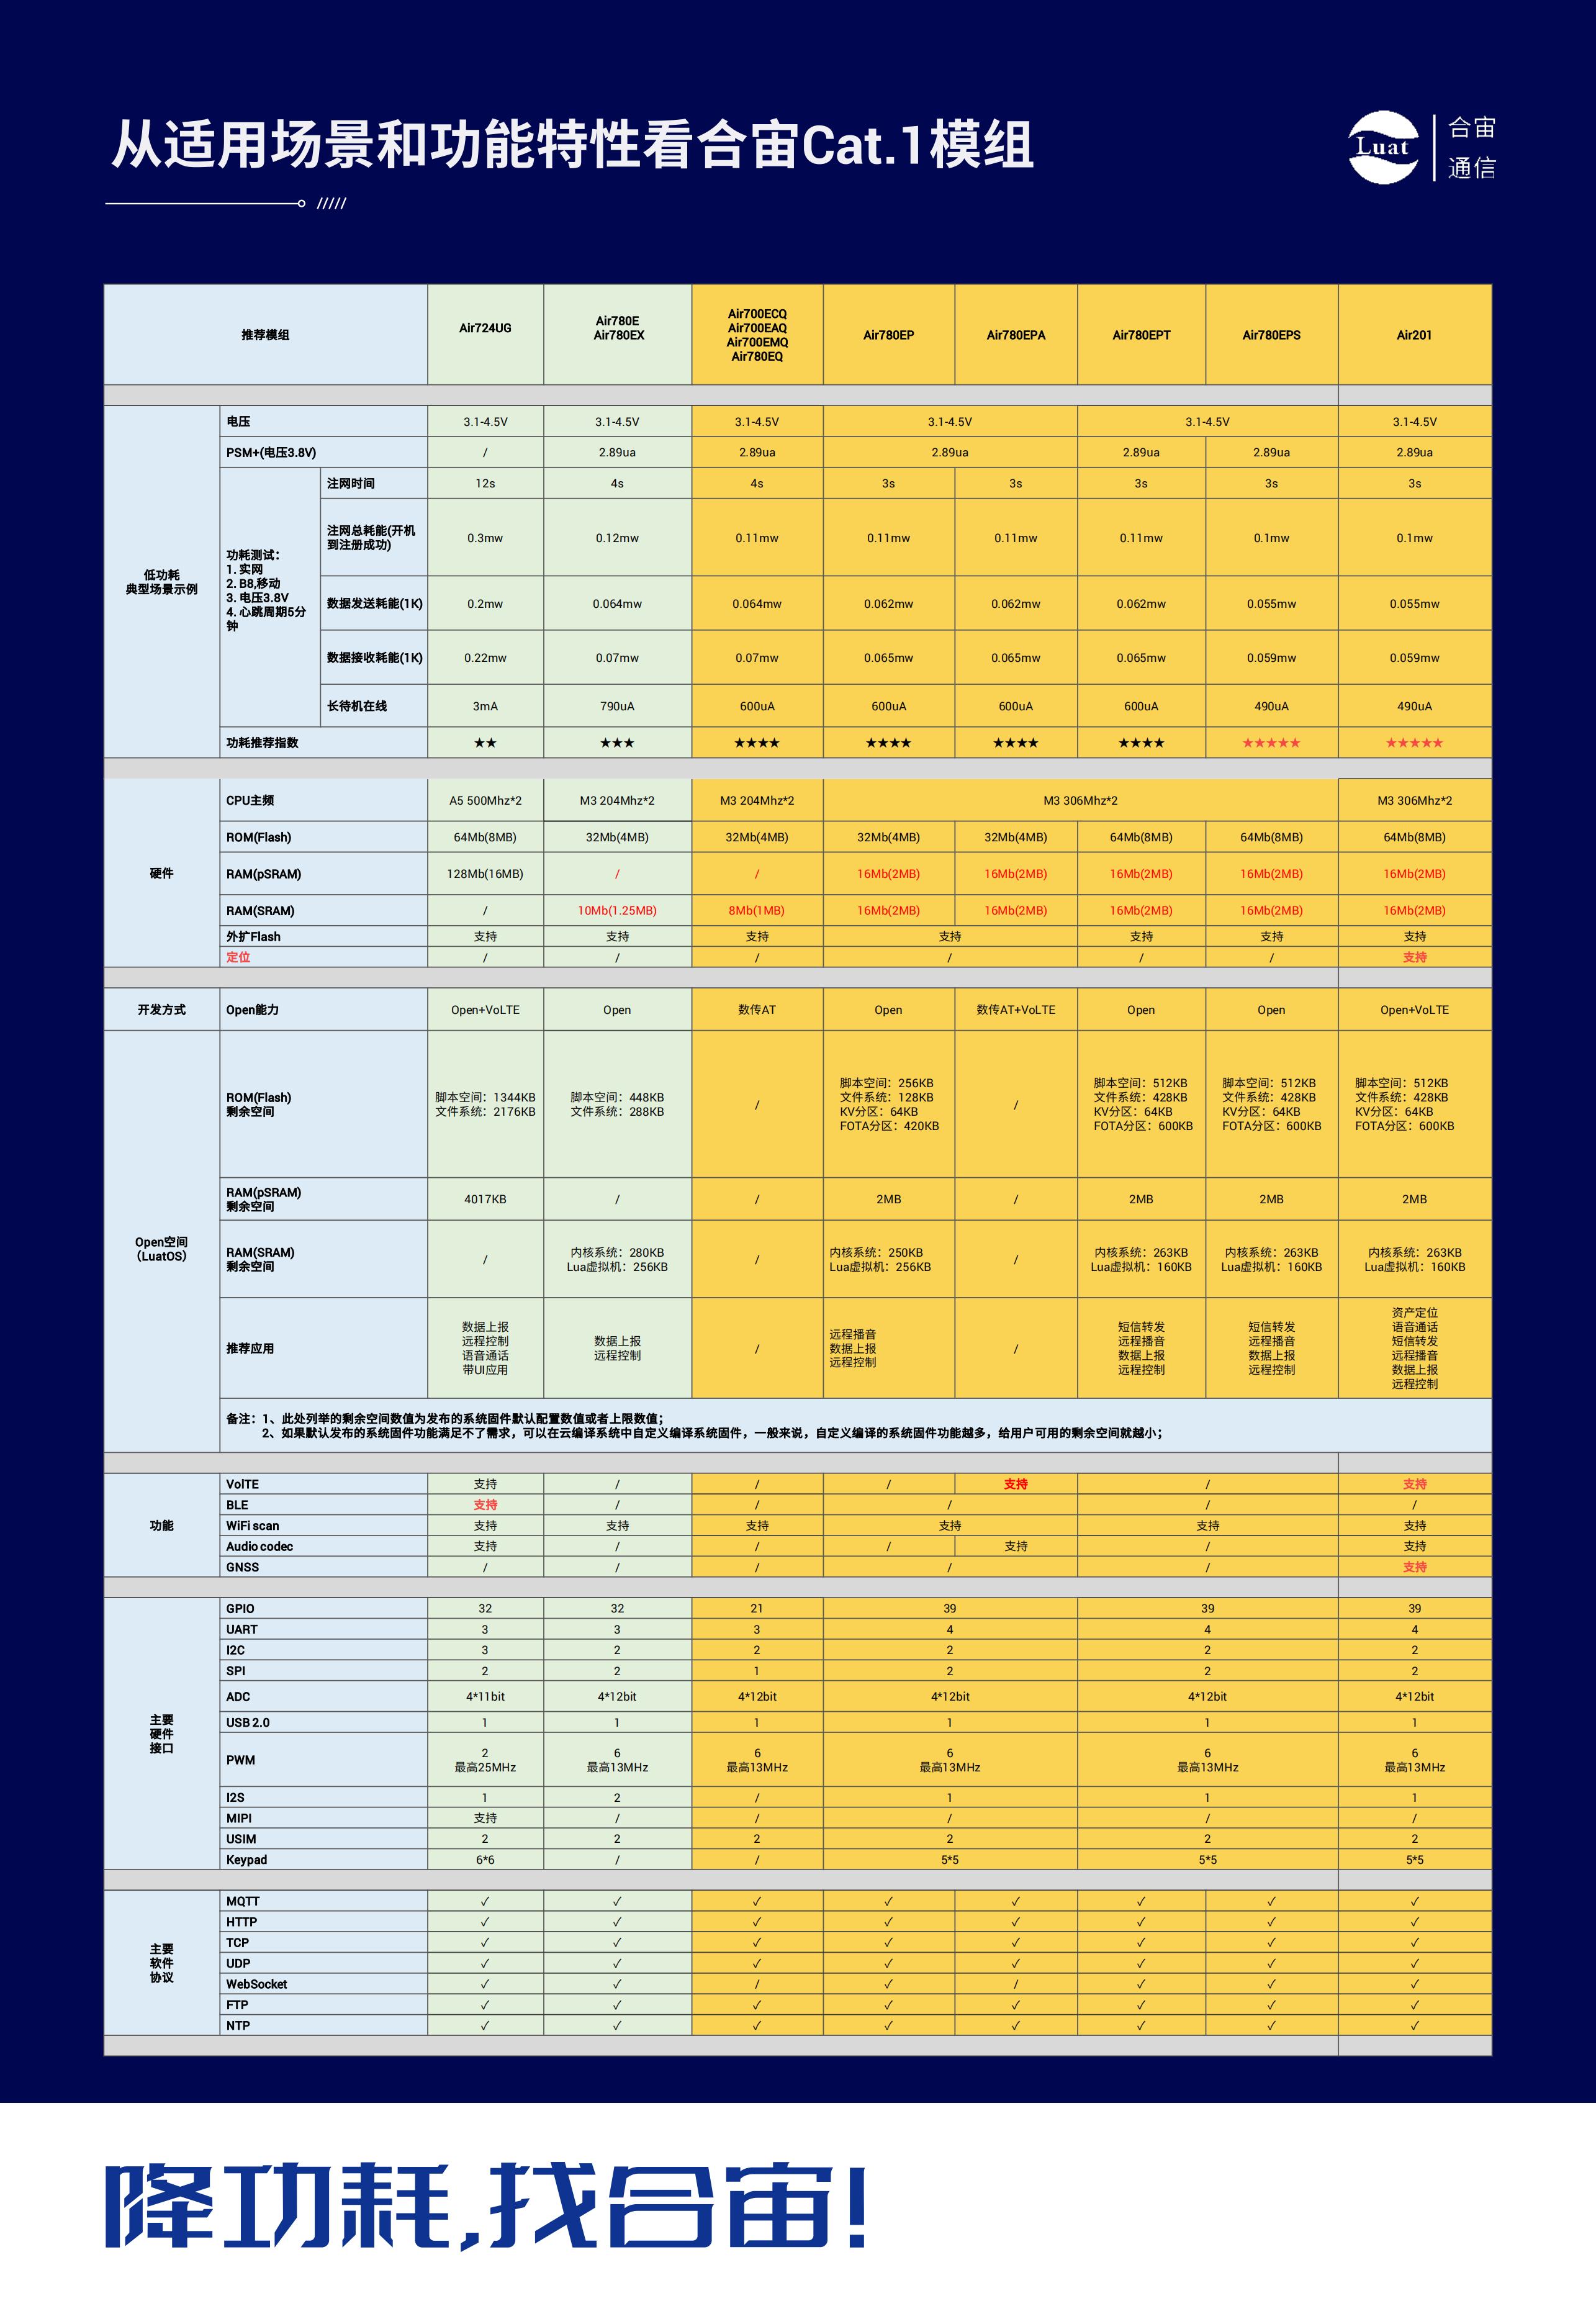 从适用场景和功能特性看合宙Cat.1模组
Luat
合宙
通信
推荐模组 Air724UG Air780E Air780EX Air700ECQ Air700EAQ Air700EMQ Air780EQ Air780EP Air780EPA Air780EPT Air780EPS Air201
低功耗
典型场景示例
电压 3.1-4.5V 3.1-4.5V 3.1-4.5V 3.1-4.5V 3.1-4.5V 3.1-4.5V
PSM+(电压3.8V) / 2.89ua 2.89ua 2.89ua 2.89ua 2.89ua 2.89ua
功耗测试：
1. 实网
2. B8,移动
3. 电压3.8V
4. 心跳周期5分
钟
注网时间 12s 4s 4s 3s 3s 3s 3s 3s
注网总耗能(开机
到注册成功) 0.3mw 0.12mw 0.11mw 0.11mw 0.11mw 0.11mw 0.1mw 0.1mw
数据发送耗能(1K) 0.2mw 0.064mw 0.064mw 0.062mw 0.062mw 0.062mw 0.055mw 0.055mw
数据接收耗能(1K) 0.22mw 0.07mw 0.07mw 0.065mw 0.065mw 0.065mw 0.059mw 0.059mw
长待机在线 3mA 790uA 600uA 600uA 600uA 600uA 490uA 490uA
功耗推荐指数 ★★ ★★★ ★★★★ ★★★★ ★★★★ ★★★★ ★★★★★ ★★★★★
硬件
CPU主频 A5 500Mhz*2 M3 204Mhz*2 M3 204Mhz*2 M3 306Mhz*2 M3 306Mhz*2
ROM(Flash) 64Mb(8MB) 32Mb(4MB) 32Mb(4MB) 32Mb(4MB) 32Mb(4MB) 64Mb(8MB) 64Mb(8MB) 64Mb(8MB)
RAM(pSRAM) 128Mb(16MB) / / 16Mb(2MB) 16Mb(2MB) 16Mb(2MB) 16Mb(2MB) 16Mb(2MB)
RAM(SRAM) / 10Mb(1.25MB) 8Mb(1MB) 16Mb(2MB) 16Mb(2MB) 16Mb(2MB) 16Mb(2MB) 16Mb(2MB)
外扩Flash 支持 支持 支持 支持 支持 支持 支持
定位 / / / / / / 支持
开发方式 Open能力 Open+VoLTE Open 数传AT Open 数传AT+VoLTE Open Open Open+VoLTE
Open空间
（LuatOS）
ROM(Flash)
剩余空间
脚本空间：1344KB
文件系统：2176KB
脚本空间：448KB
文件系统：288KB
/
脚本空间：256KB
文件系统：128KB
KV分区：64KB
FOTA分区：420KB
/
脚本空间：512KB
文件系统：428KB
KV分区：64KB
FOTA分区：600KB
脚本空间：512KB
文件系统：428KB
KV分区：64KB
FOTA分区：600KB
脚本空间：512KB
文件系统：428KB
KV分区：64KB
FOTA分区：600KB
RAM(pSRAM)
剩余空间 4017KB / / 2MB / 2MB 2MB 2MB
RAM(SRAM)
剩余空间
/
内核系统：280KB
Lua虚拟机：256KB
/
内核系统：250KB
Lua虚拟机：256KB
/
内核系统：263KB
Lua虚拟机：160KB
内核系统：263KB
Lua虚拟机：160KB
内核系统：263KB
Lua虚拟机：160KB
推荐应用
数据上报
远程控制
语音通话
带UI应用
数据上报
远程控制
/
远程播音
数据上报
远程控制
/
短信转发
远程播音
数据上报
远程控制
短信转发
远程播音
数据上报
远程控制
资产定位
语音通话
短信转发
远程播音
数据上报
远程控制
备注：1、此处列举的剩余空间数值为发布的系统固件默认配置数值或者上限数值；
2、如果默认发布的系统固件功能满足不了需求，可以在云编译系统中自定义编译系统固件，一般来说，自定义编译的系统固件功能越多，给用户可用的剩余空间就越小；
功能
VolTE 支持 / / / 支持 / 支持
BLE 支持 / / / / /
WiFi scan 支持 支持 支持 支持 支持 支持
Audio codec 支持 / / / 支持 / 支持
GNSS / / / / / 支持
主要
硬件
接口
GPIO 32 32 21 39 39 39
UART 3 3 3 4 4 4
I2C 3 2 2 2 2 2
SPI 2 2 1 2 2 2
ADC 4*11bit 4*12bit 4*12bit 4*12bit 4*12bit 4*12bit
USB 2.0 1 1 1 1 1 1
PWM 2 6 6 6 6 6
最高25MHz 最高13MHz 最高13MHz 最高13MHz 最高13MHz 最高13MHz
I2S 1 2 / 1 1 1
MIPI 支持 / / / / /
USIM 2 2 2 2 2 2
Keypad 6*6 / / 5*5 5*5 5*5
主要
软件
协议
MQTT ✓ ✓ ✓ ✓ ✓ ✓ ✓ ✓
HTTP ✓ ✓ ✓ ✓ ✓ ✓ ✓ ✓
TCP ✓ ✓ ✓ ✓ ✓ ✓ ✓ ✓
UDP ✓ ✓ ✓ ✓ ✓ ✓ ✓ ✓
WebSocket ✓ ✓ / ✓ / ✓ ✓ ✓
FTP ✓ ✓ ✓ ✓ ✓ ✓ ✓ ✓
NTP ✓ ✓ ✓ ✓ ✓ ✓ ✓ ✓
降功耗,找合宙!